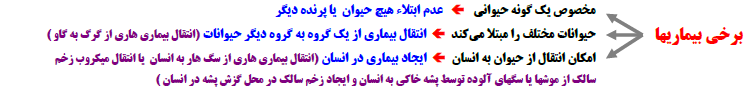 مخصوص یک گونه حیوانی ← عدم ابتلاء هیچ حیوان یا پرنده دیگر
برخی بیماریها
حیوانات مختلف را مبتلا می‌کند ← انتقال بیماری از یک گروه به گروه دیگر حیوانات (انتقال بیماری هاری از گرگ به گاو )
امکان انتقال از حیوان به انسان ← ایجاد بیماری در انسان (انتقال بیماری هاری از سگ هار به انسان یا انتقال میکروب زخم
سالک از موشها یا سگهای آلوده توسط پشه خاکی به انسان و ایجاد زخم سالک در محل گزش پشه در انسان )